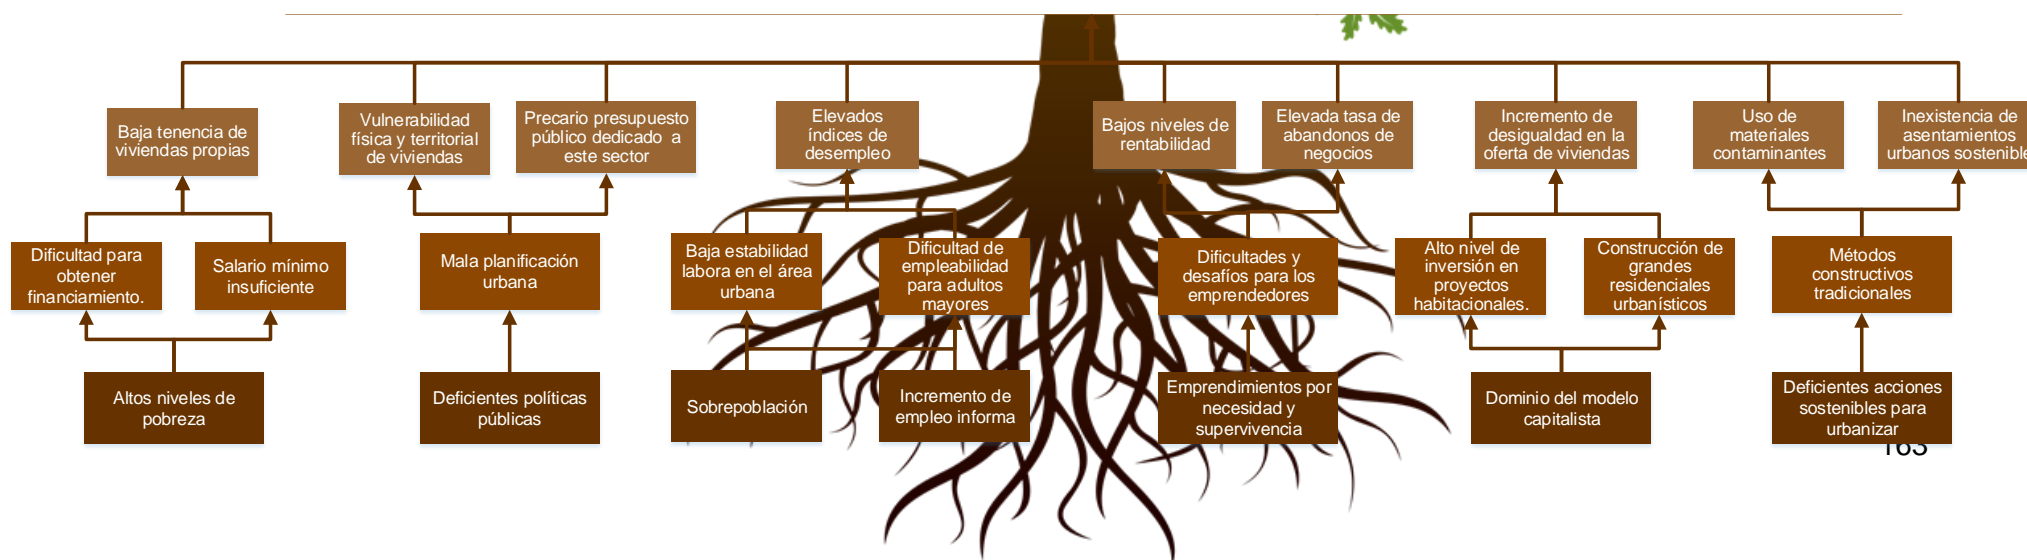 Baja tenencia de
viviendas propias
Vulnerabilidad
física y territorial
de viviendas
Precario presupuesto
público dedicado a
este sector
Elevados
índices de
desempleo
Bajos niveles de
rentabilidad
Elevada tasa de
abandonos de
negocios
Incremento de
desigualdad en la
oferta de viviendas
Uso de
materiales
contaminantes
Inexistencia de
asentamientos
urbanos sostenible
Dificultad para
obtener
financiamiento.
Salario mínimo
insuficiente
Mala planificación
urbana
Baja estabilidad
labora en el área
urbana
Dificultad de
empleabilidad
para adultos
mayores
Dificultades y
desafíos para los
emprendedores
Alto nivel de
inversión en
proyectos
habitacionales.
Construcción de
grandes
residenciales
urbanísticos
Métodos
constructivos
tradicionales
Altos niveles de
pobreza
Deficientes políticas
públicas
Sobrepoblación
Incremento de
empleo informa
Emprendimientos por
necesidad y
supervivencia
Dominio del modelo
capitalista
Deficientes acciones
sostenibles para
urbanizar
163